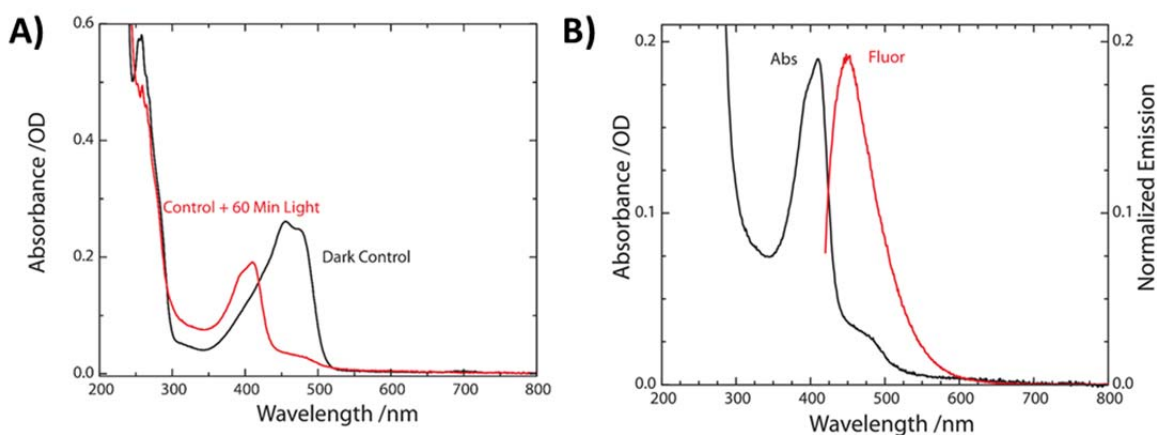 A)
0.6
0.4
0.2
0.0
Absorbance /OD
Control + 60 Min Light
Dark Control
200 300 400 500 600 700 800
Wavelength /nm
B)
0.2
0.1
0.0
Absorbance /OD
Abs
Fluor
0.2
0.1
0.0
Normalized Emission
200 300 400 500 600 700 800
Wavelength /nm